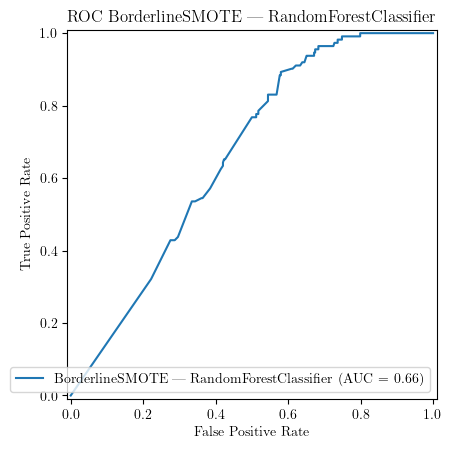 ROC BorderlineSMOTE — RandomForestClassifier
1.0
0.8
0.6
0.4
0.2
0.0
True Positive Rate
BorderlineSMOTE — RandomForestClassifier (AUC = 0.66)
0.0 0.2 0.4 0.6 0.8 1.0
False Positive Rate